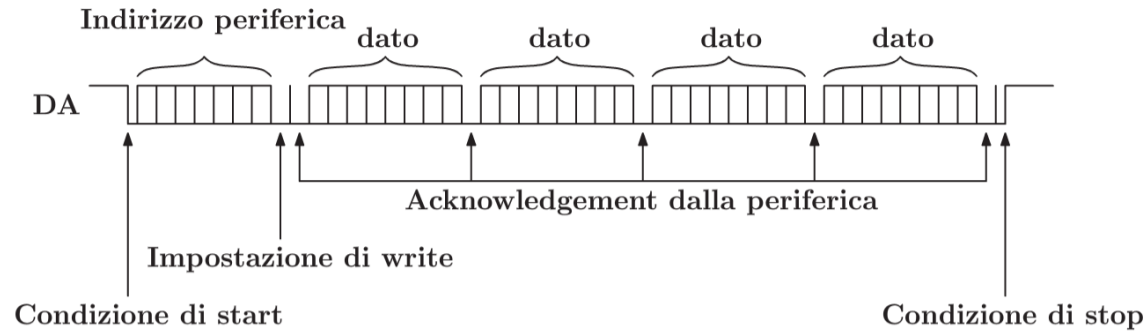 Indirizzo periferica
dato
dato
dato
dato
DA
Acknowledgement dalla periferica
Impostazione di write
Condizione di start
Condizione di stop